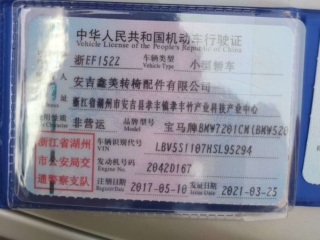 中华人民共和国机动车行驶证
Vehicle License of the People's Republic of China
浙EF152Z 车辆类型 Vehicle Type 小型轿车
安吉鑫美转椅配件有限公司
浙江省湖州市安吉县孝丰镇孝丰竹产业科技产业中心
非营运 宝马牌BMW7201CM(BMW520
浙江省湖州市公安局交通警察支队
车辆识别代号 VIN LBV5S1107HSL95294
发动机号码 Engine No. 2042D167
注册日期 2017-05-10 发证日期 2021-03-25